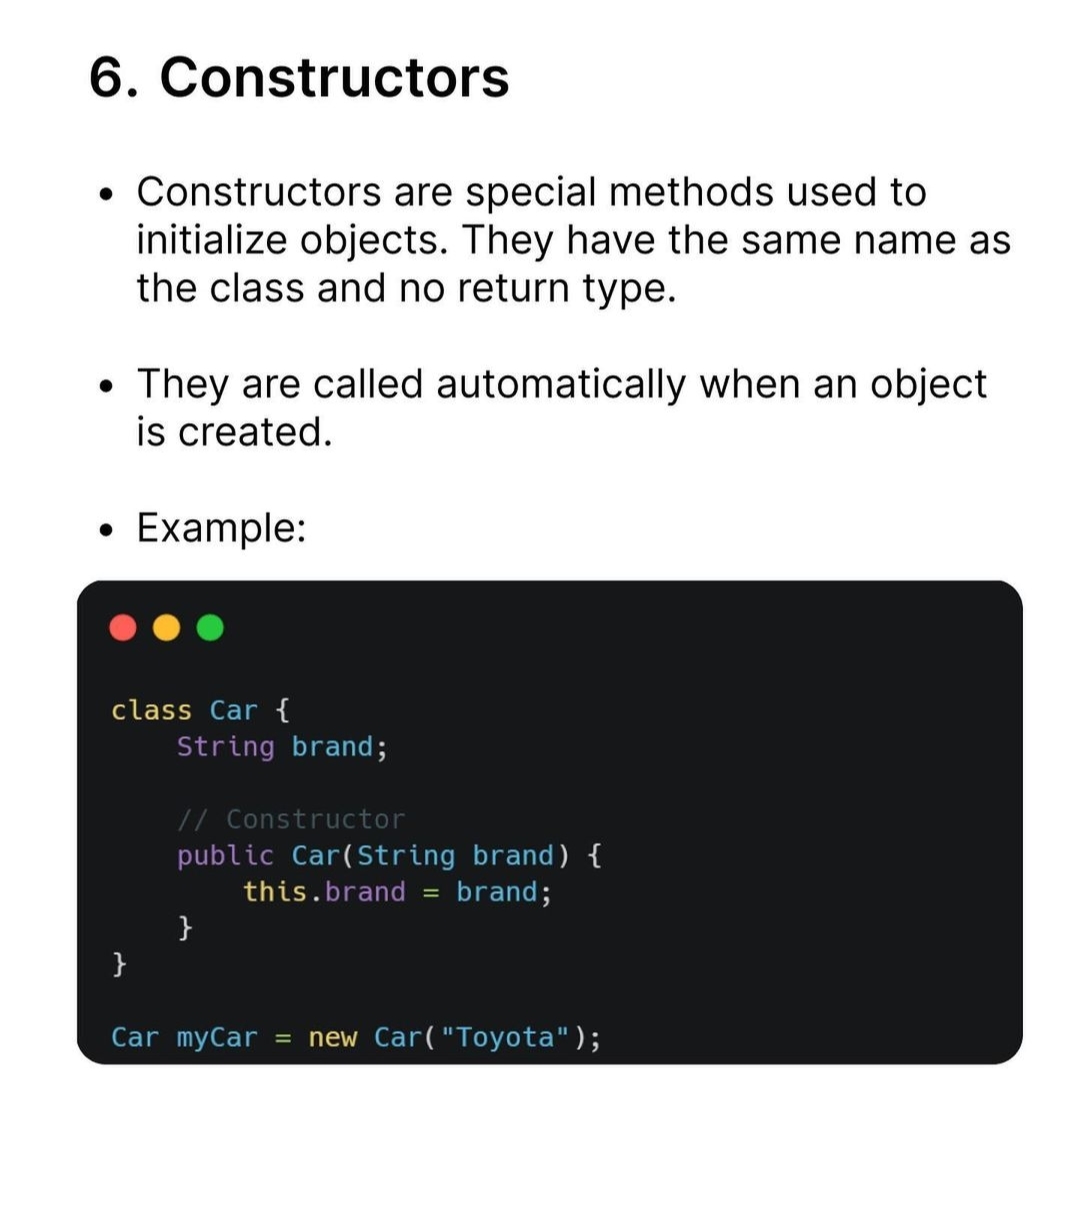 6. Constructors
• Constructors are special methods used to
initialize objects. They have the same name as
the class and no return type.
• They are called automatically when an object
is created.
• Example:
class Car {
    String brand;
    // Constructor
    public Car(String brand) {
        this.brand = brand;
    }
}
Car myCar = new Car("Toyota");